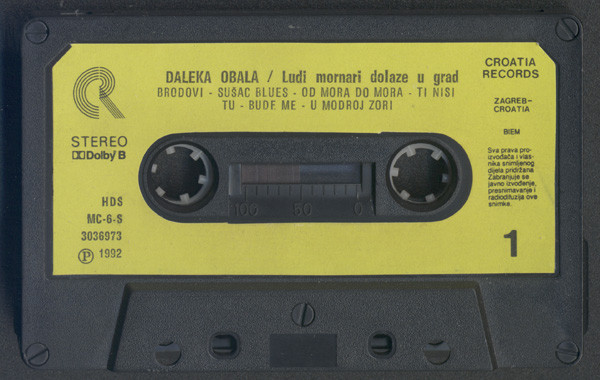 DALEKA OBALA / Ludi mornari dolaze u grad
BRODOVI - SUŠAC BLUES - OD MORA DO MORA - TI NISI
TU - BUDE ME - U MODROJ ZORI
CROATIA
RECORDS
ZAGREB-
CROATIA
BIEM
Sva prava pro-
izvođača i vlas-
nika snimljenog
dijela pridržana
Zabranjuje se
javno izvođenje,
presnimavanje i
radiodifuzija ove
snimke.
1
STEREO
Dolby B
HDS
MC-6-S
3036973
℗ 1992
100 50 0